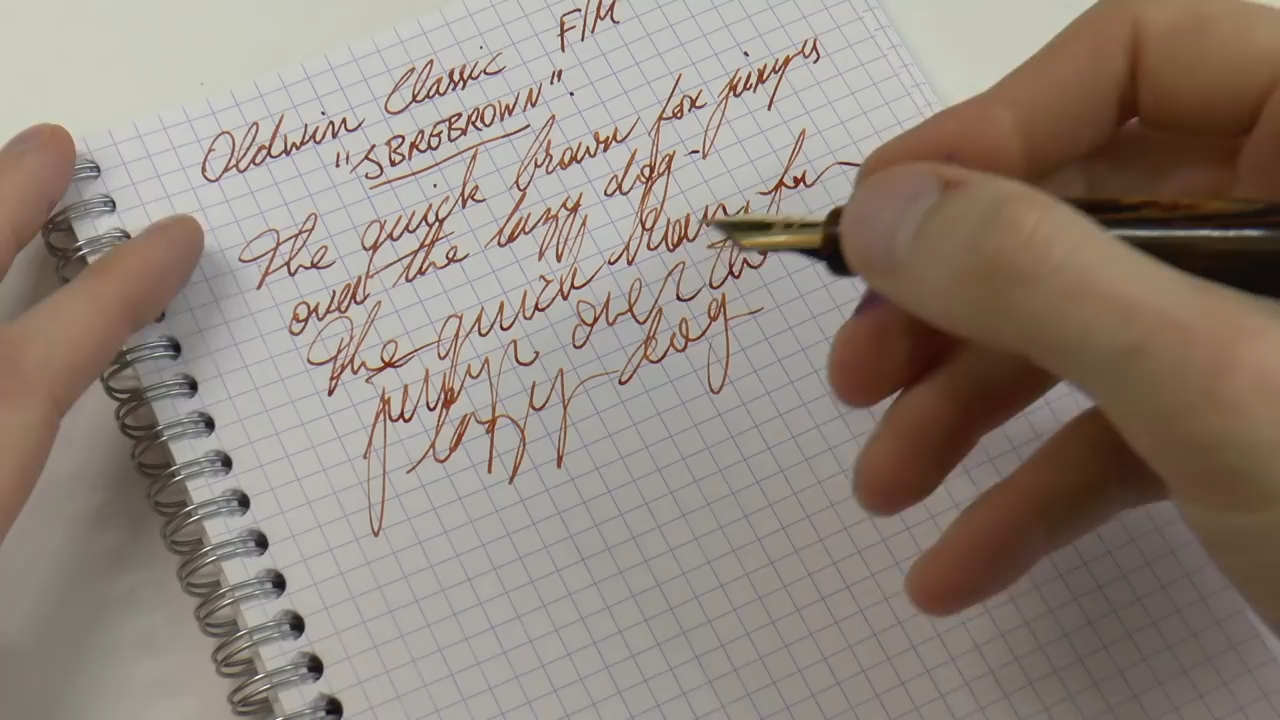 Oldwin Classic F/M
"SBREBROWN".
The quick brown fox jumps
over the lazy dog.
The quick brown fox
jumps over the
lazy dog